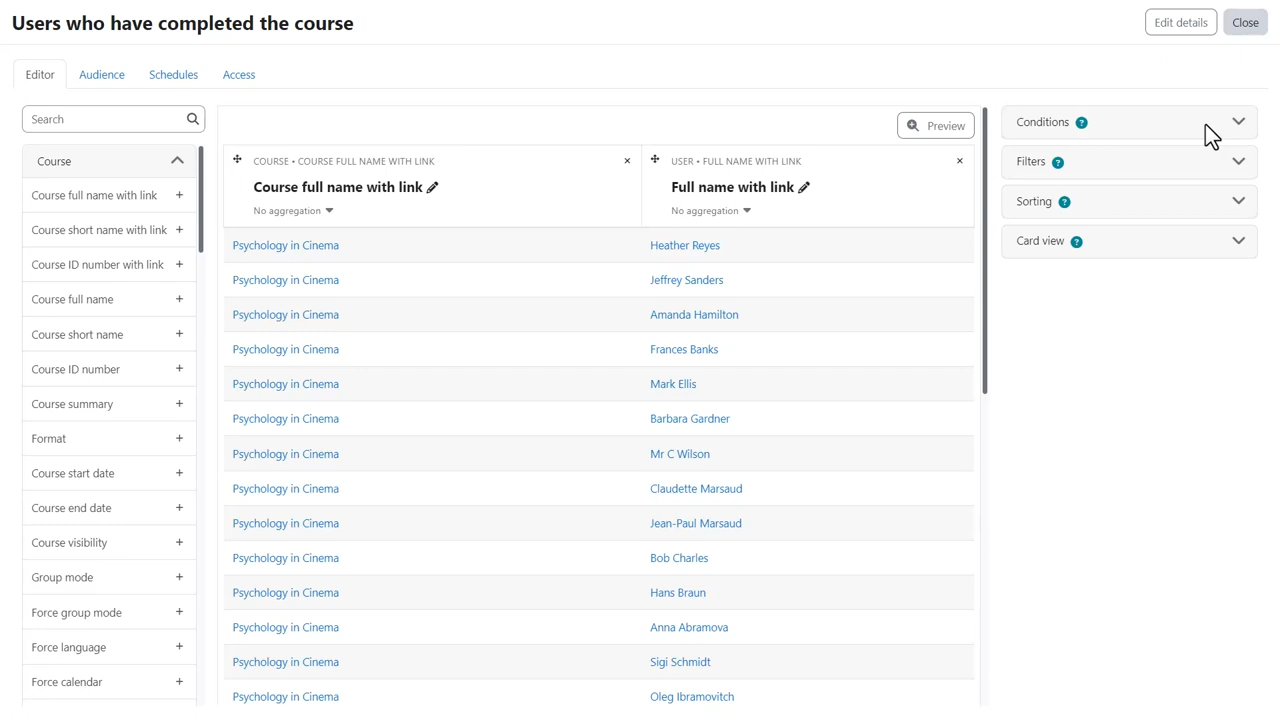 Users who have completed the course
Edit details
Close
Editor
Audience
Schedules
Access
Search
Course
Course full name with link
Course short name with link
Course ID number with link
Course full name
Course short name
Course ID number
Course summary
Format
Course start date
Course end date
Course visibility
Group mode
Force group mode
Force language
Force calendar
Preview
COURSE • COURSE FULL NAME WITH LINK
Course full name with link
No aggregation
USER • FULL NAME WITH LINK
Full name with link
No aggregation
Psychology in Cinema Heather Reyes
Psychology in Cinema Jeffrey Sanders
Psychology in Cinema Amanda Hamilton
Psychology in Cinema Frances Banks
Psychology in Cinema Mark Ellis
Psychology in Cinema Barbara Gardner
Psychology in Cinema Mr C Wilson
Psychology in Cinema Claudette Marsaud
Psychology in Cinema Jean-Paul Marsaud
Psychology in Cinema Bob Charles
Psychology in Cinema Hans Braun
Psychology in Cinema Anna Abramova
Psychology in Cinema Sigi Schmidt
Psychology in Cinema Oleg Ibramovitch
Conditions ?
Filters ?
Sorting ?
Card view ?